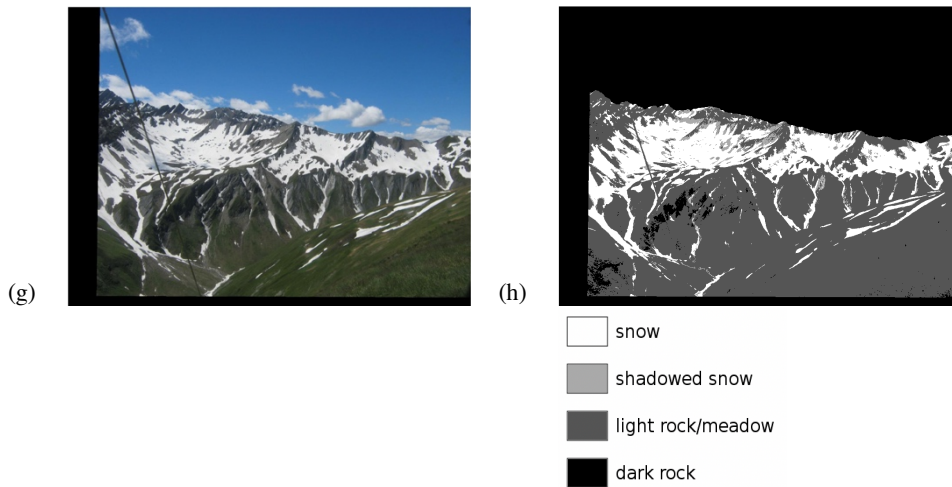 (g)
(h)
snow
shadowed snow
light rock/meadow
dark rock